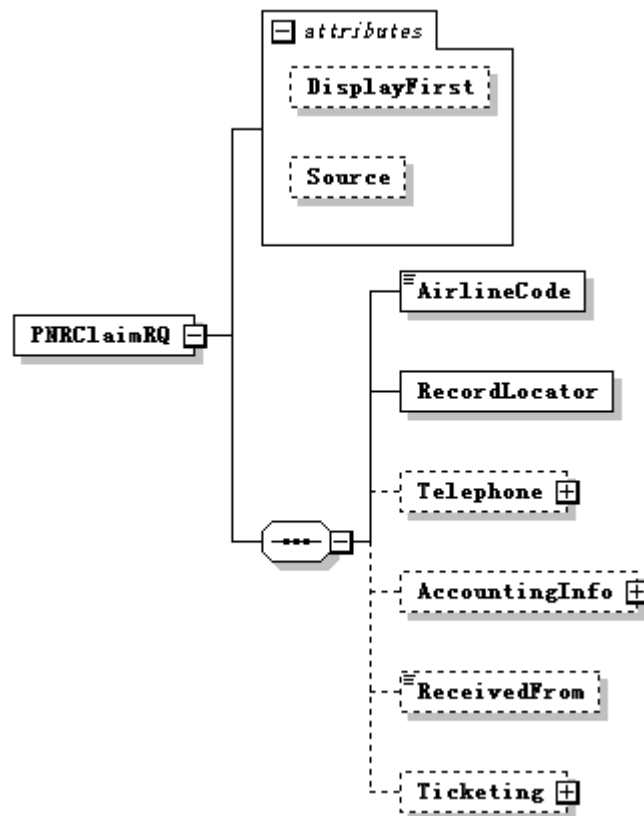 attributes
DisplayFirst
Source
AirlineCode
PNRClaimRQ
RecordLocator
Telephone
AccountingInfo
ReceivedFrom
Ticketing